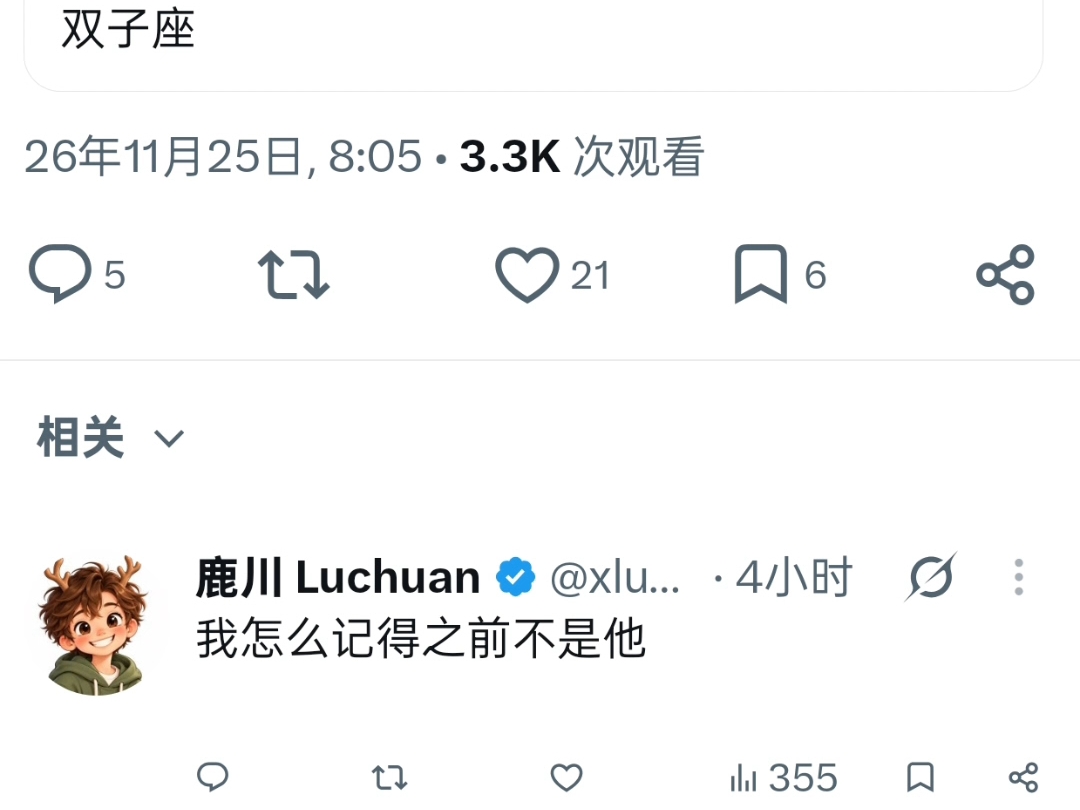 双子座
26年11月25日, 8:05 · 3.3K 次观看
5 21 6
相关
鹿川 Luchuan @xlu... · 4小时
我怎么记得之前不是他
355